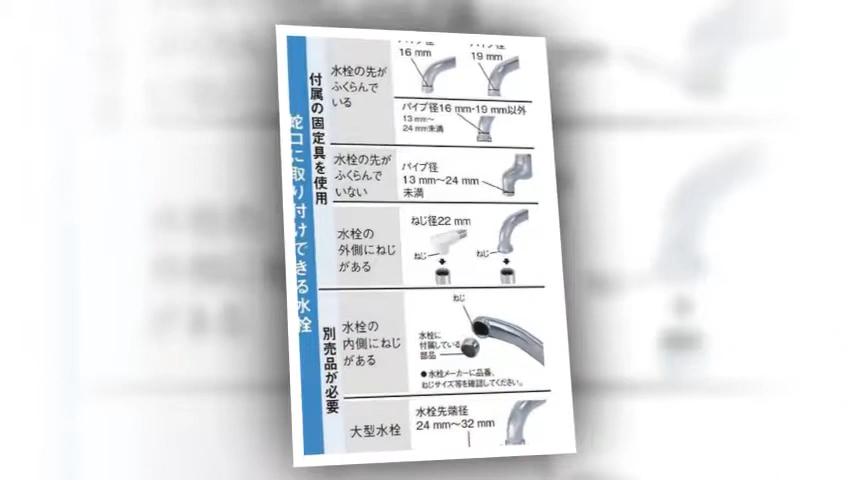 蛇口に取り付けできる水栓
付属の固定具を使用
水栓の先が
ふくらんで
いる
パイプ径
16 mm
パイプ径
19 mm
パイプ径16 mm・19 mm以外
13 mm～
24 mm未満
水栓の先が
ふくらんで
いない
パイプ径
13 mm～24 mm
未満
水栓の
外側にねじ
がある
ねじ径22 mm
ねじ
ねじ
別売品が必要
水栓の
内側にねじ
がある
ねじ
水栓に
付属している
部品
●水栓メーカーに品番、
ねじサイズ等を確認してください。
大型水栓
水栓先端径
24 mm～32 mm